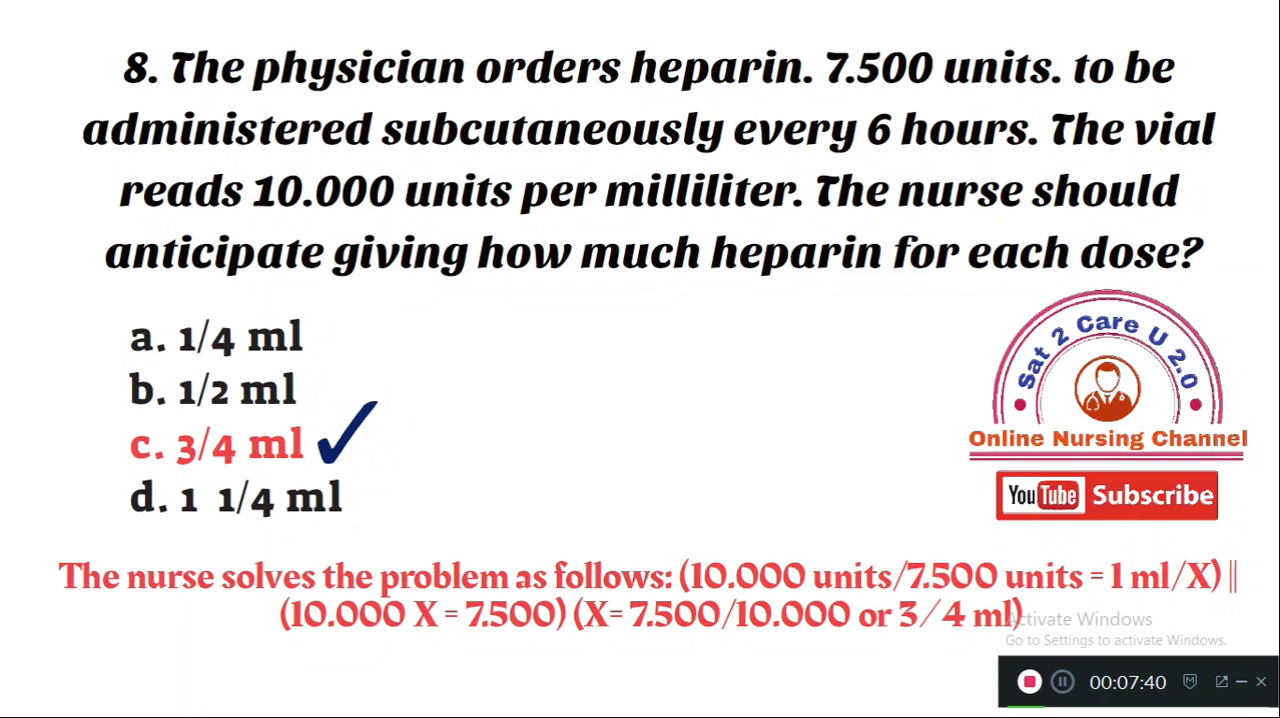 8. The physician orders heparin. 7.500 units. to be
administered subcutaneously every 6 hours. The vial
reads 10.000 units per milliliter. The nurse should
anticipate giving how much heparin for each dose?
a. 1/4 ml
b. 1/2 ml
c. 3/4 ml
d. 1 1/4 ml
Sat 2 Care U 2.0
Online Nursing Channel
YouTube Subscribe
The nurse solves the problem as follows: (10.000 units/7.500 units = 1 ml/X) ||
(10.000 X = 7.500) (X= 7.500/10.000 or 3/4 ml)
Activate Windows
Go to Settings to activate Windows.
00:07:40